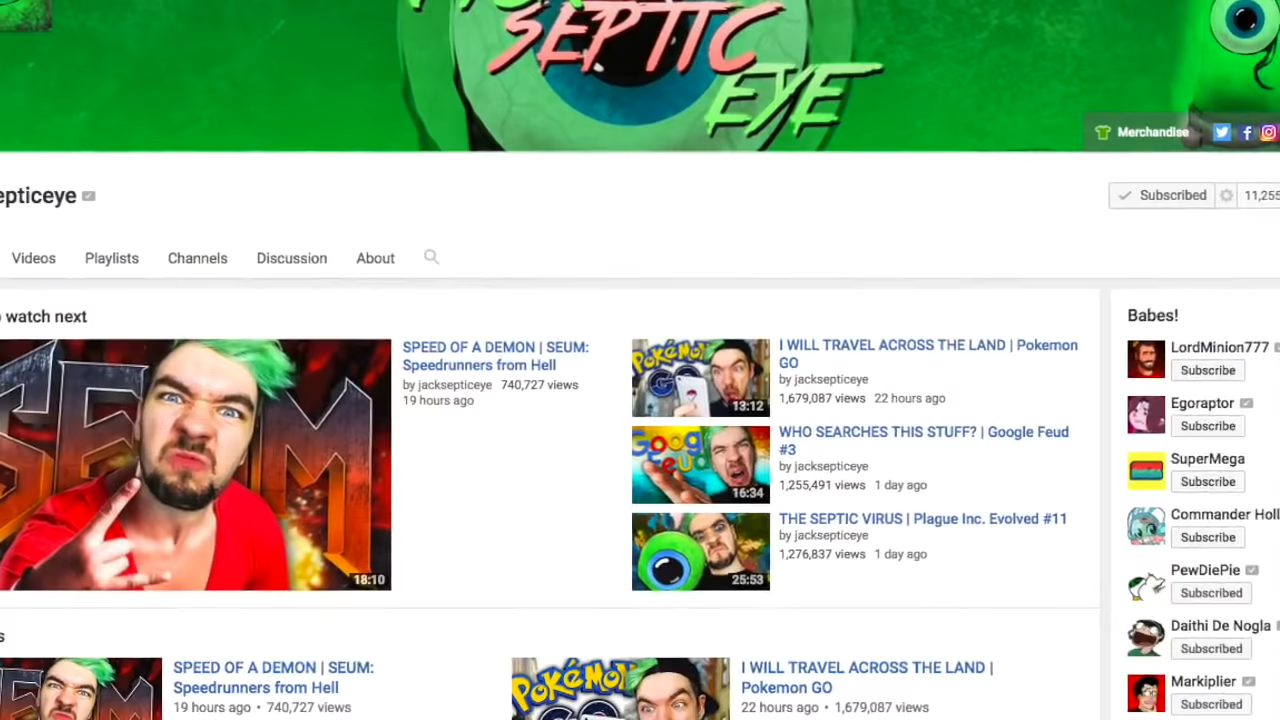 SEPTIC
EYE
Merchandise
epticeye
Subscribed
11,255
Videos
Playlists
Channels
Discussion
About
watch next
18:10
SPEED OF A DEMON | SEUM:
Speedrunners from Hell
by jacksepticeye 740,727 views
19 hours ago
POKÉMON
GO
13:12
I WILL TRAVEL ACROSS THE LAND | Pokemon
GO
by jacksepticeye
1,679,087 views 22 hours ago
Goog
Feud
16:34
WHO SEARCHES THIS STUFF? | Google Feud
#3
by jacksepticeye
1,255,491 views 1 day ago
25:53
THE SEPTIC VIRUS | Plague Inc. Evolved #11
by jacksepticeye
1,276,837 views 1 day ago
Babes!
LordMinion777
Subscribe
Egoraptor
Subscribe
SuperMega
Subscribe
Commander Holl
Subscribe
PewDiePie
Subscribed
Daithi De Nogla
Subscribed
Markiplier
Subscribed
s
SPEED OF A DEMON | SEUM:
Speedrunners from Hell
19 hours ago • 740,727 views
POKÉMON
GO
I WILL TRAVEL ACROSS THE LAND |
Pokemon GO
22 hours ago • 1,679,087 views